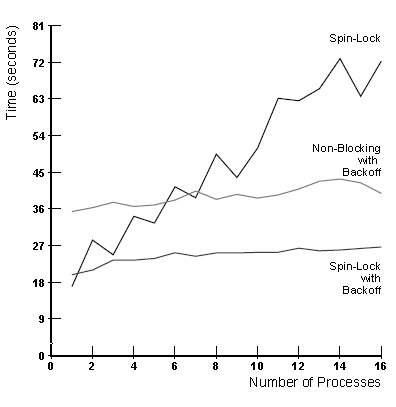 Time (seconds)
81
72
63
54
45
36
27
18
9
0
Spin-Lock
Non-Blocking
with
Backoff
Spin-Lock
with
Backoff
0 2 4 6 8 10 12 14 16
Number of Processes